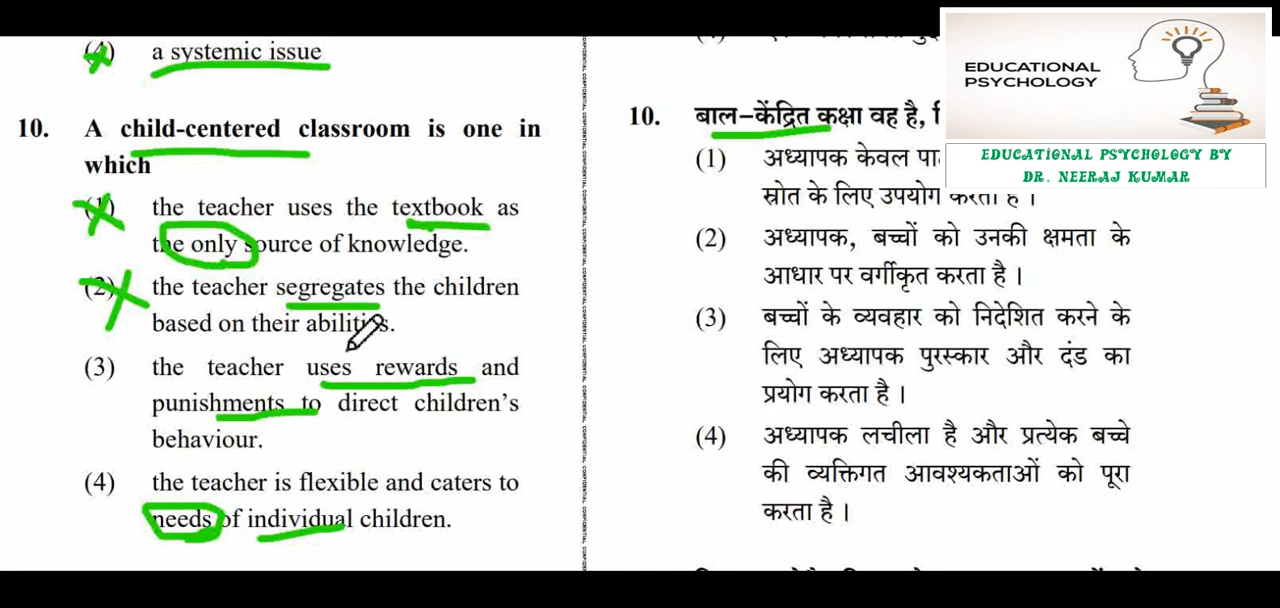 (4) a systemic issue
10. A child-centered classroom is one in
which
(1) the teacher uses the textbook as
the only source of knowledge.
(2) the teacher segregates the children
based on their abilities.
(3) the teacher uses rewards and
punishments to direct children's
behaviour.
(4) the teacher is flexible and caters to
needs of individual children.
10. बाल-केंद्रित कक्षा वह है,
(1) अध्यापक केवल
स्रोत के लिए उपयोग करता है ।
(2) अध्यापक, बच्चों को उनकी क्षमता के
आधार पर वर्गीकृत करता है ।
(3) बच्चों के व्यवहार को निदेशित करने के
लिए अध्यापक पुरस्कार और दंड का
प्रयोग करता है ।
(4) अध्यापक लचीला है और प्रत्येक बच्चे
की व्यक्तिगत आवश्यकताओं को पूरा
करता है ।
EDUCATIONAL
PSYCHOLOGY
EDUCATIONAL PSYCHOLOGY BY
DR. NEERAJ KUMAR